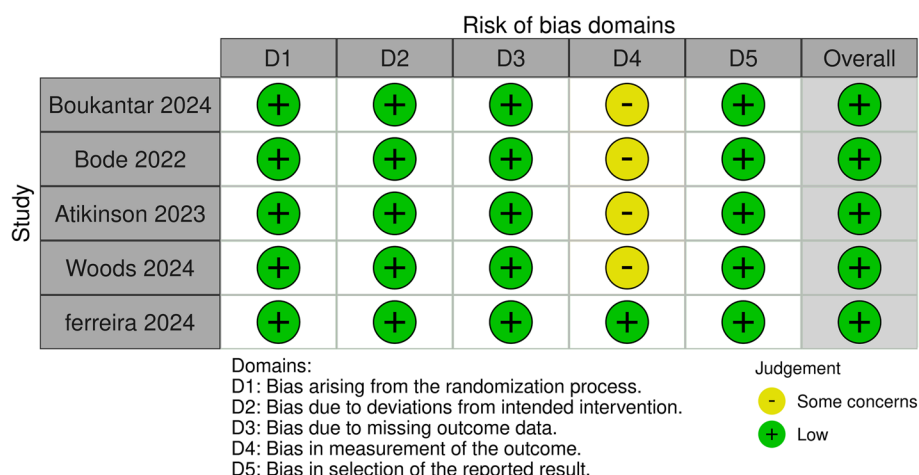 Risk of bias domains
D1 D2 D3 D4 D5 Overall
Study
Boukantar 2024 + + + - + +
Bode 2022 + + + - + +
Atikinson 2023 + + + - + +
Woods 2024 + + + - + +
ferreira 2024 + + + + + +
Domains:
D1: Bias arising from the randomization process.
D2: Bias due to deviations from intended intervention.
D3: Bias due to missing outcome data.
D4: Bias in measurement of the outcome.
D5: Bias in selection of the reported result.
Judgement
- Some concerns
+ Low